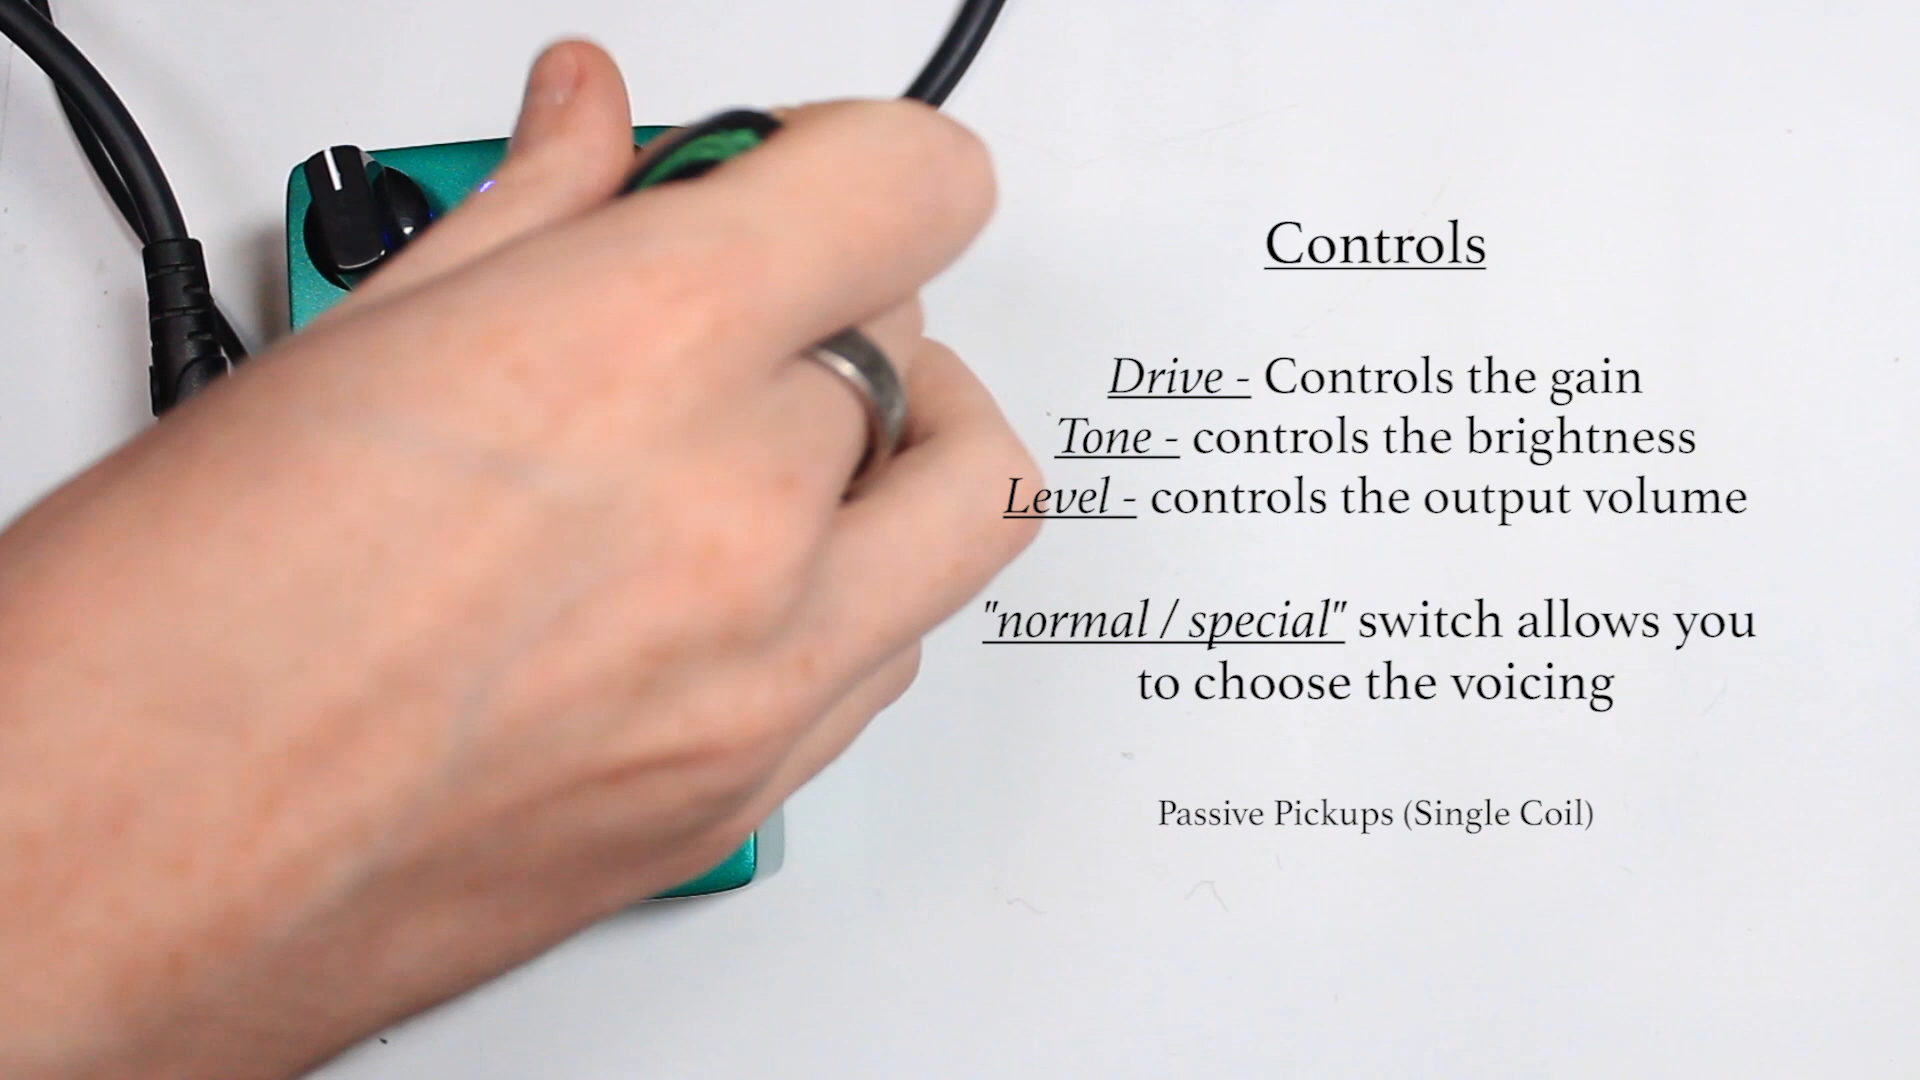 Controls
Drive - Controls the gain
Tone - controls the brightness
Level - controls the output volume
"normal / special" switch allows you
to choose the voicing
Passive Pickups (Single Coil)